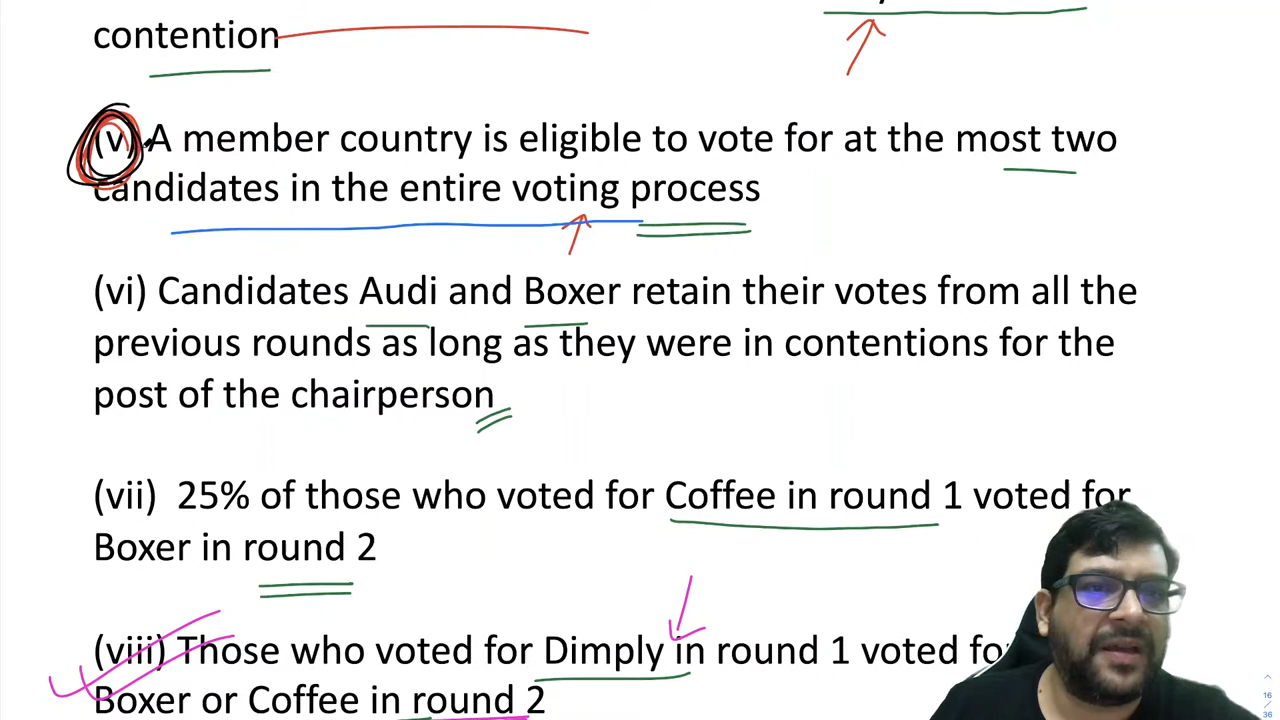 contention
(v) A member country is eligible to vote for at the most two
candidates in the entire voting process
(vi) Candidates Audi and Boxer retain their votes from all the
previous rounds as long as they were in contentions for the
post of the chairperson
(vii) 25% of those who voted for Coffee in round 1 voted for
Boxer in round 2
(viii) Those who voted for Dimply in round 1 voted
Boxer or Coffee in round 2
16
/
36